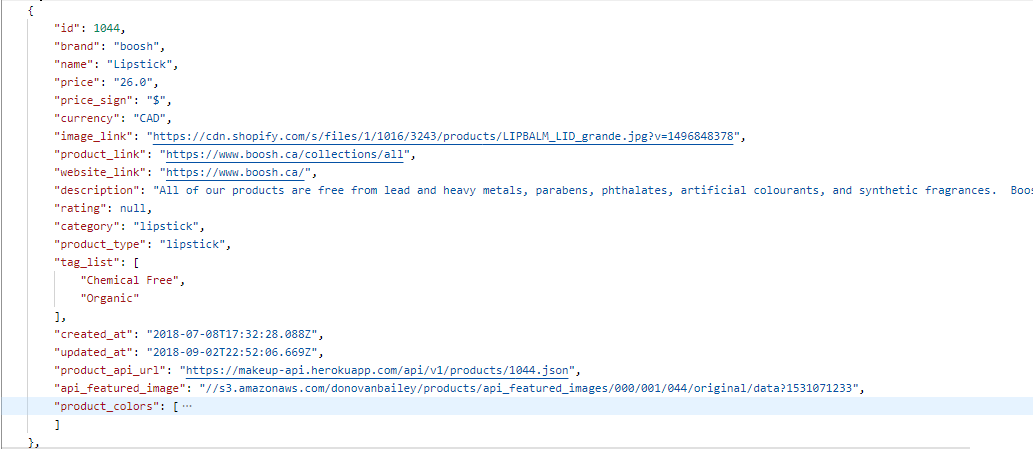 {
"id": 1044,
"brand": "boosh",
"name": "Lipstick",
"price": "26.0",
"price_sign": "$",
"currency": "CAD",
"image_link": "https://cdn.shopify.com/s/files/1/1016/3243/products/LIPBALM_LID_grande.jpg?v=1496848378",
"product_link": "https://www.boosh.ca/collections/all",
"website_link": "https://www.boosh.ca/",
"description": "All of our products are free from lead and heavy metals, parabens, phthalates, artificial colourants, and synthetic fragrances.  Boos
"rating": null,
"category": "lipstick",
"product_type": "lipstick",
"tag_list": [
"Chemical Free",
"Organic"
],
"created_at": "2018-07-08T17:32:28.088Z",
"updated_at": "2018-09-02T22:52:06.669Z",
"product_api_url": "https://makeup-api.herokuapp.com/api/v1/products/1044.json",
"api_featured_image": "//s3.amazonaws.com/donovanbailey/products/api_featured_images/000/001/044/original/data?1531071233",
"product_colors": [ ···
]
},